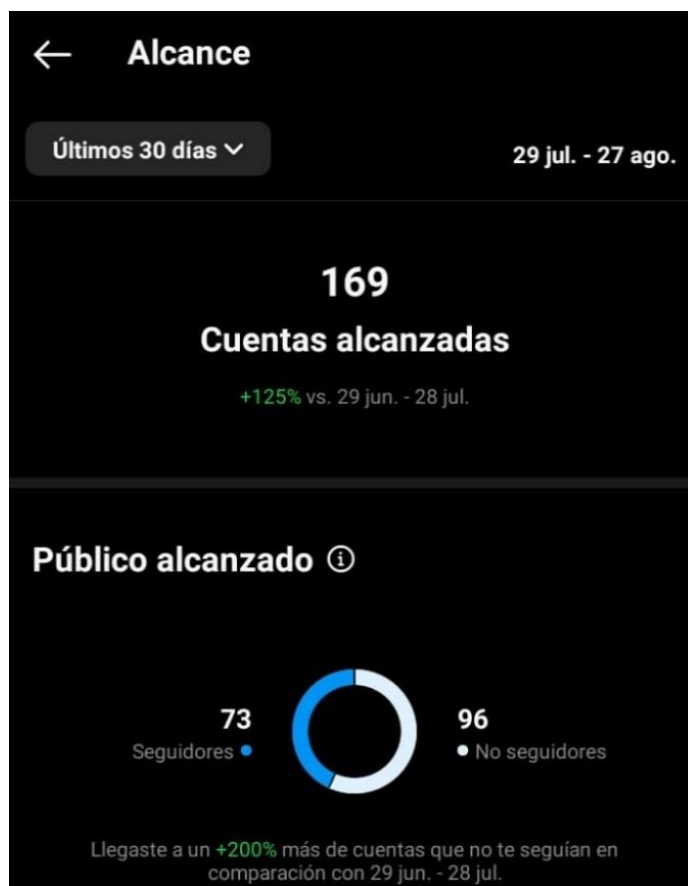 Alcance
Últimos 30 días
29 jul. - 27 ago.
169
Cuentas alcanzadas
+125% vs. 29 jun. - 28 jul.
Público alcanzado
73
Seguidores
96
No seguidores
Llegaste a un +200% más de cuentas que no te seguían en
comparación con 29 jun. - 28 jul.